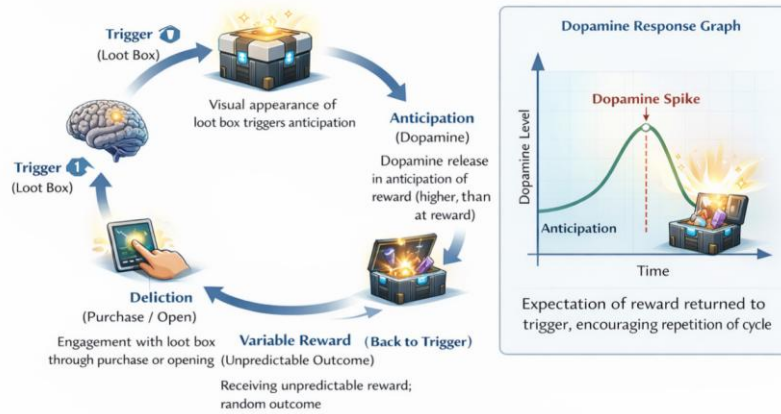 Trigger
(Loot Box)
Visual appearance of
loot box triggers anticipation
Anticipation
(Dopamine)
Dopamine release
in anticipation of
reward (higher, than
at reward)
Variable Reward (Back to Trigger)
(Unpredictable Outcome)
Receiving unpredictable reward;
random outcome
Deliction
(Purchase / Open)
Engagement with loot box
through purchase or opening
Trigger 1
(Loot Box)
Dopamine Response Graph
Dopamine Spike
Dopamine Level
Anticipation
Time
Expectation of reward returned to
trigger, encouraging repetition of cycle